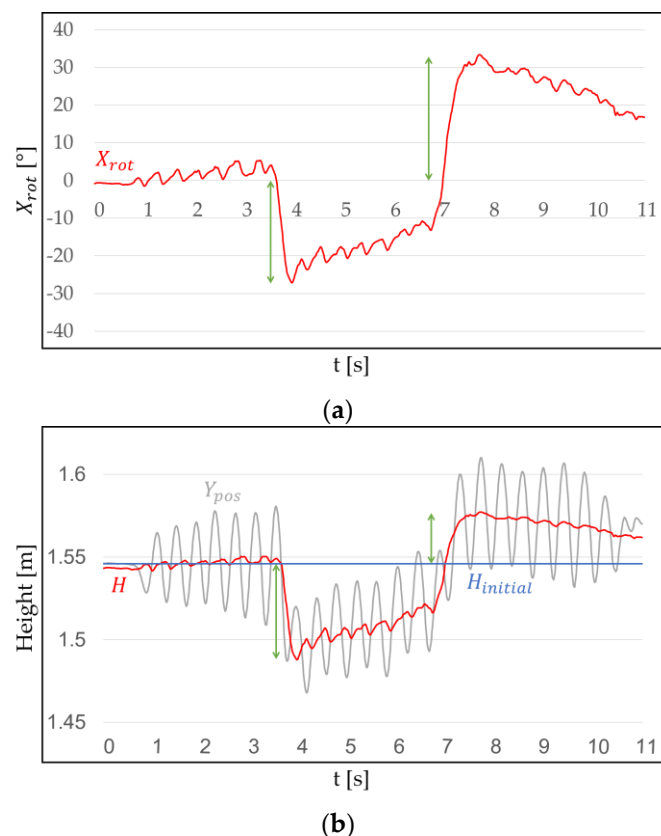 40
30
20
10
0
-10
-20
-30
-40
X_rot [°]
X_rot
0 1 2 3 4 5 6 7 8 9 10 11
t [s]
(a)
1.6
1.55
1.5
1.45
Height [m]
Y_pos
H
H_initial
0 1 2 3 4 5 6 7 8 9 10 11
t [s]
(b)